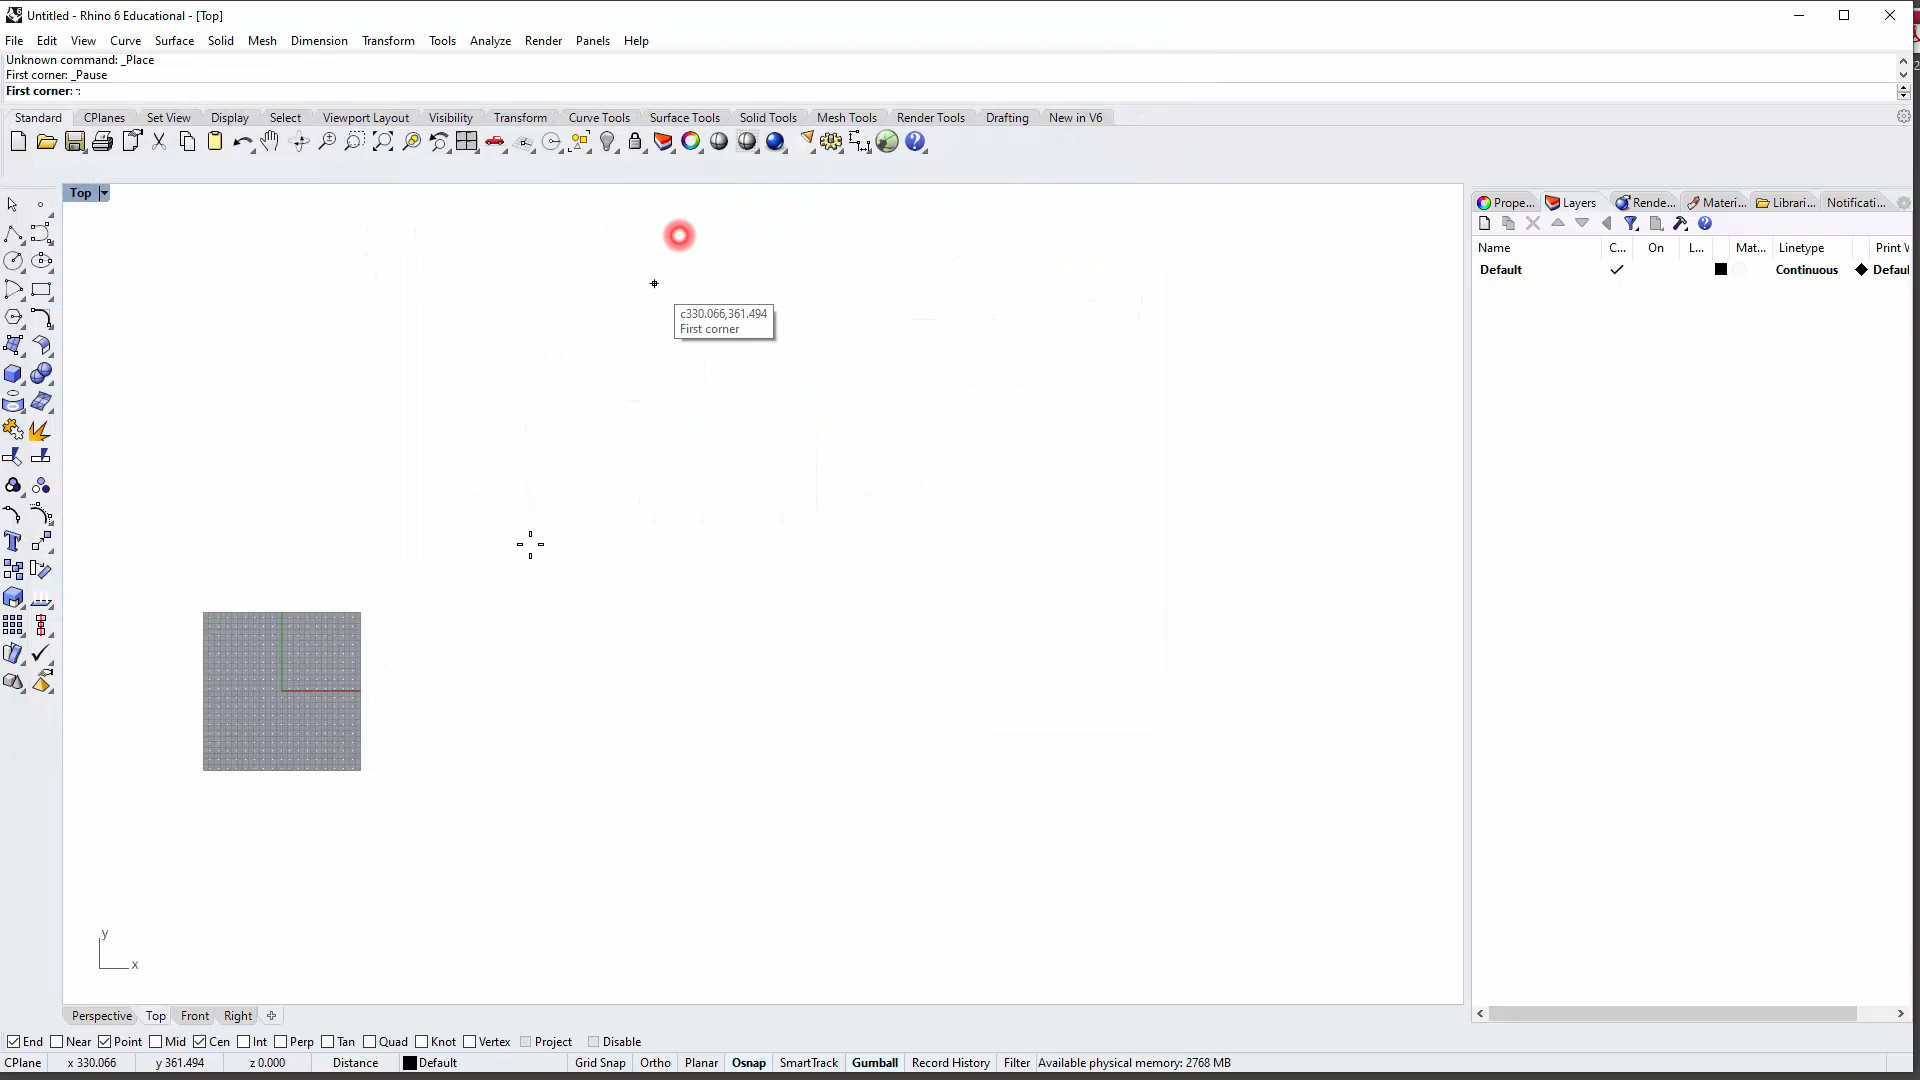 Untitled - Rhino 6 Educational - [Top]
File Edit View Curve Surface Solid Mesh Dimension Transform Tools Analyze Render Panels Help
Unknown command: _Place
First corner: _Pause
First corner:
Standard CPlanes Set View Display Select Viewport Layout Visibility Transform Curve Tools Surface Tools Solid Tools Mesh Tools Render Tools Drafting New in V6
Top
Prope... Layers Rende... Materi... Librari... Notificati...
Name C... On L... Mat... Linetype Print
Default Continuous Defau
c330.066,361.494
First corner
y
x
Perspective Top Front Right
End Near Point Mid Cen Int Perp Tan Quad Knot Vertex Project Disable
CPlane x 330.066 y 361.494 z 0.000 Distance Default Grid Snap Ortho Planar Osnap SmartTrack Gumball Record History Filter Available physical memory: 2768 MB